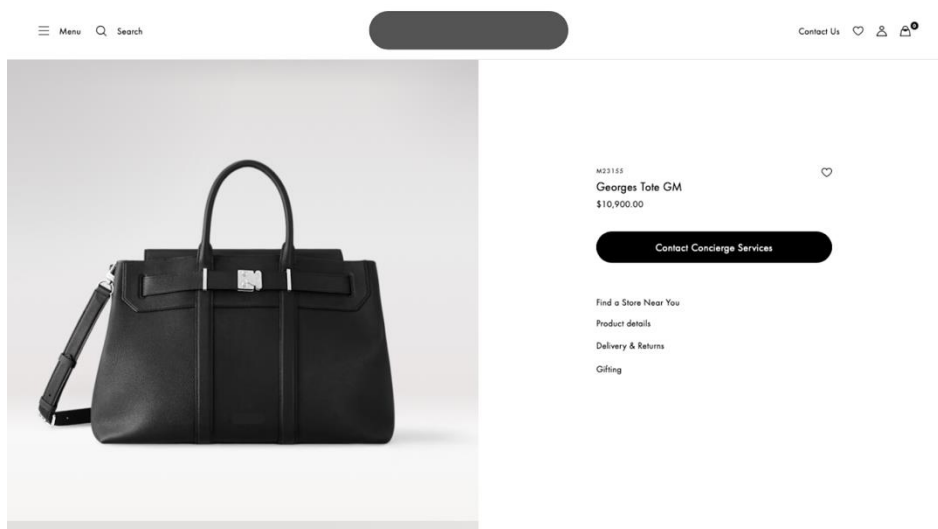 Menu
Search
Contact Us
0
M23155
Georges Tote GM
$10,900.00
Contact Concierge Services
Find a Store Near You
Product details
Delivery & Returns
Gifting